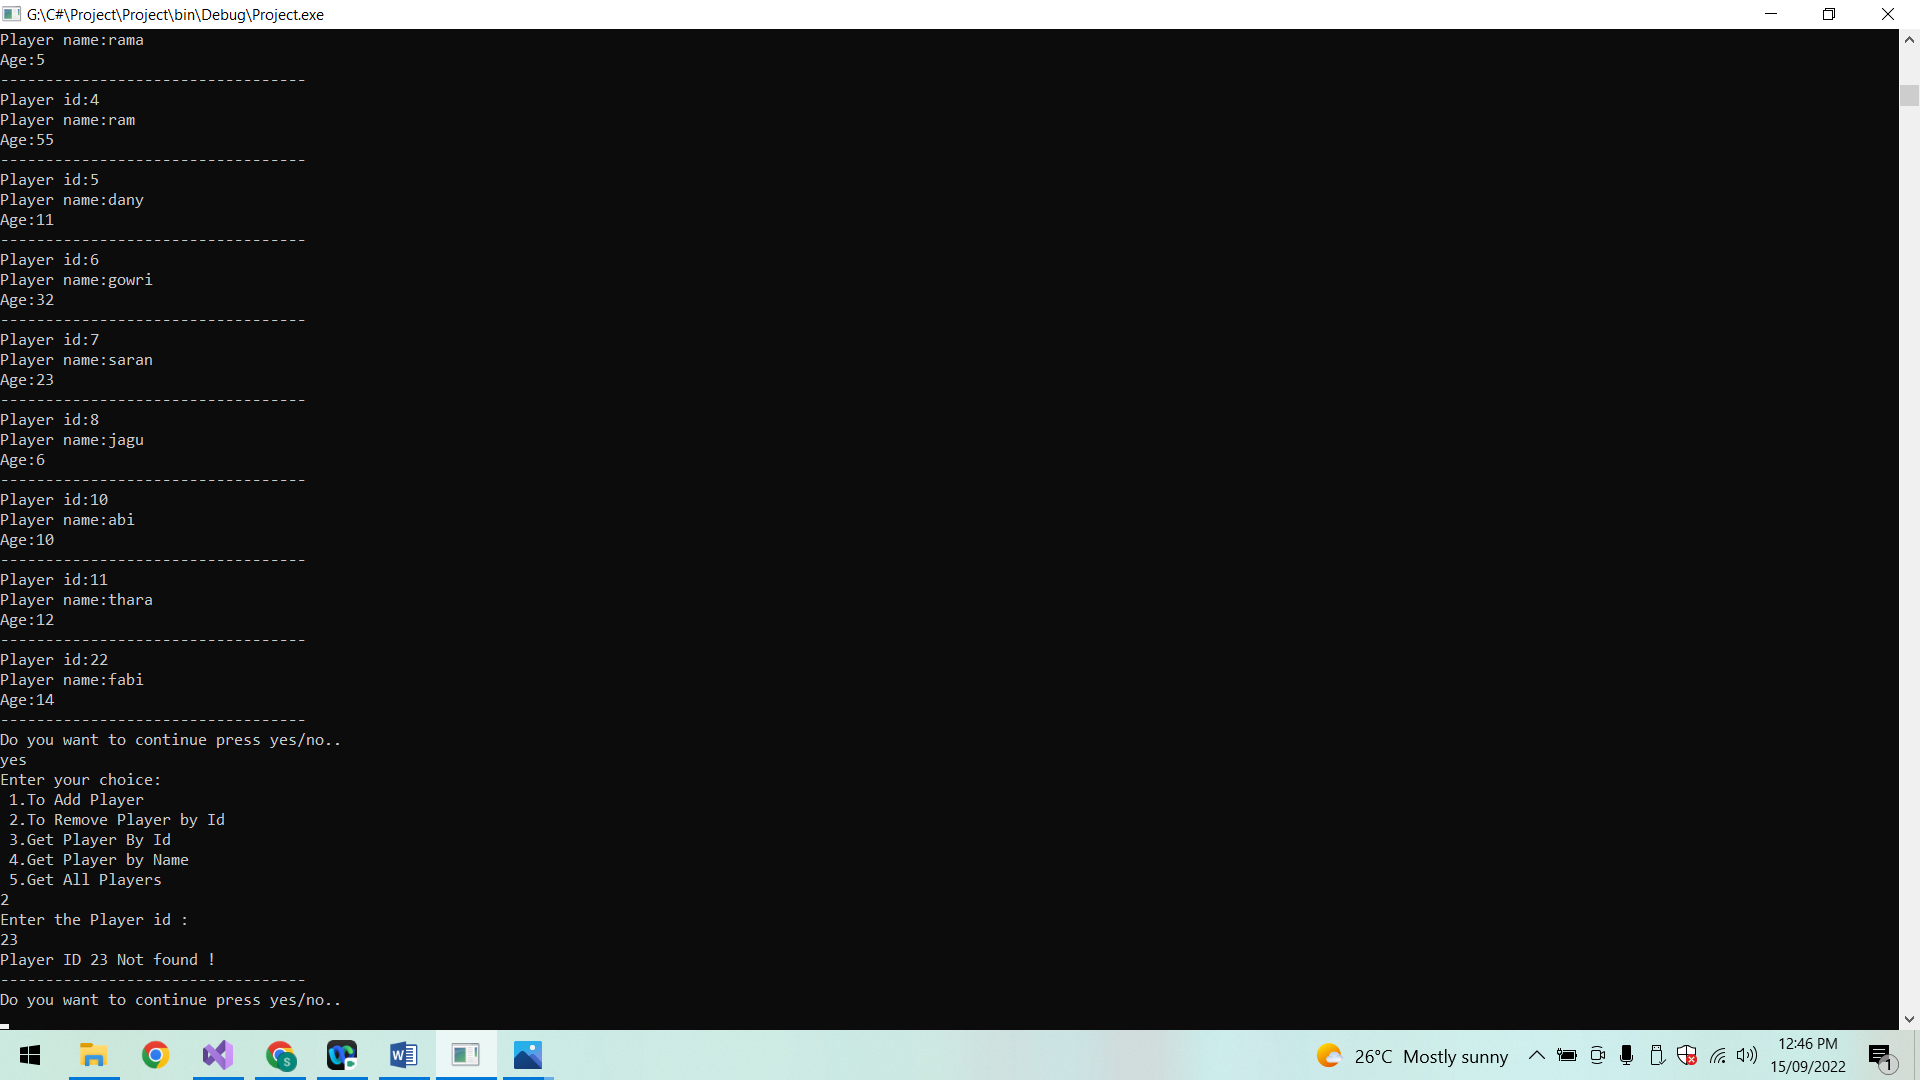 G:\C#\Project\Project\bin\Debug\Project.exe
Player name:rama
Age:5
----------------------------------
Player id:4
Player name:ram
Age:55
----------------------------------
Player id:5
Player name:dany
Age:11
----------------------------------
Player id:6
Player name:gowri
Age:32
----------------------------------
Player id:7
Player name:saran
Age:23
----------------------------------
Player id:8
Player name:jagu
Age:6
----------------------------------
Player id:10
Player name:abi
Age:10
----------------------------------
Player id:11
Player name:thara
Age:12
----------------------------------
Player id:22
Player name:fabi
Age:14
----------------------------------
Do you want to continue press yes/no..
yes
Enter your choice:
 1.To Add Player
 2.To Remove Player by Id
 3.Get Player By Id
 4.Get Player by Name
 5.Get All Players
2
Enter the Player id :
23
Player ID 23 Not found !
----------------------------------
Do you want to continue press yes/no..
S
W
26°C Mostly sunny
12:46 PM
15/09/2022
1